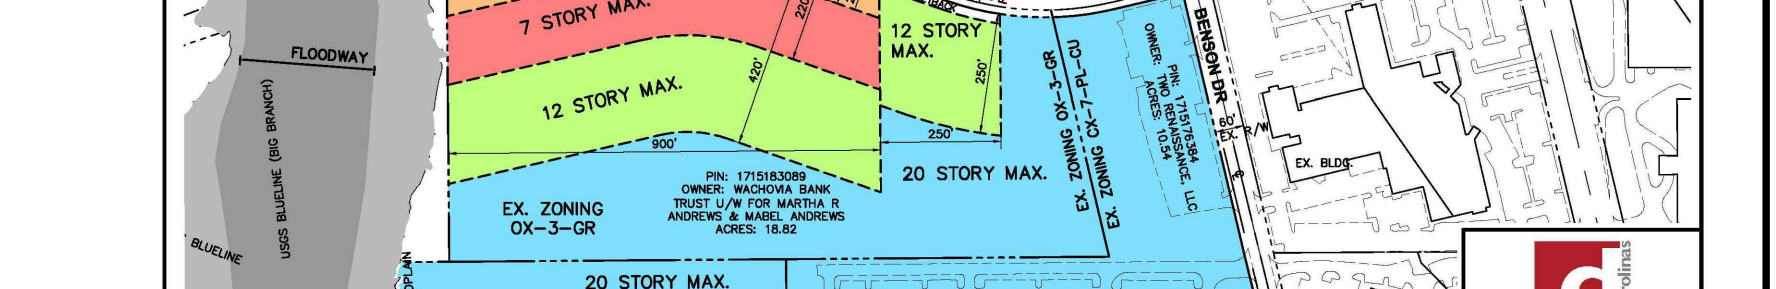 7 STORY MAX.
220'
12 STORY
MAX.
FLOODWAY
420'
250'
12 STORY MAX.
USGS BLUELINE (BIG BRANCH)
900'
250'
20 STORY MAX.
EX. ZONING OX-3-GR
EX. ZONING CX-7-PL-CU
PIN: 1715176384
OWNER: TWO RENAISSANCE, LLC
ACRES: 10.54
BENSON DR
60'
EX. R/W
EX. BLDG.
PIN: 1715183089
OWNER: WACHOVIA BANK
TRUST U/W FOR MARTHA R
ANDREWS & MABEL ANDREWS
ACRES: 18.82
EX. ZONING
OX-3-GR
BLUELINE
20 STORY MAX.